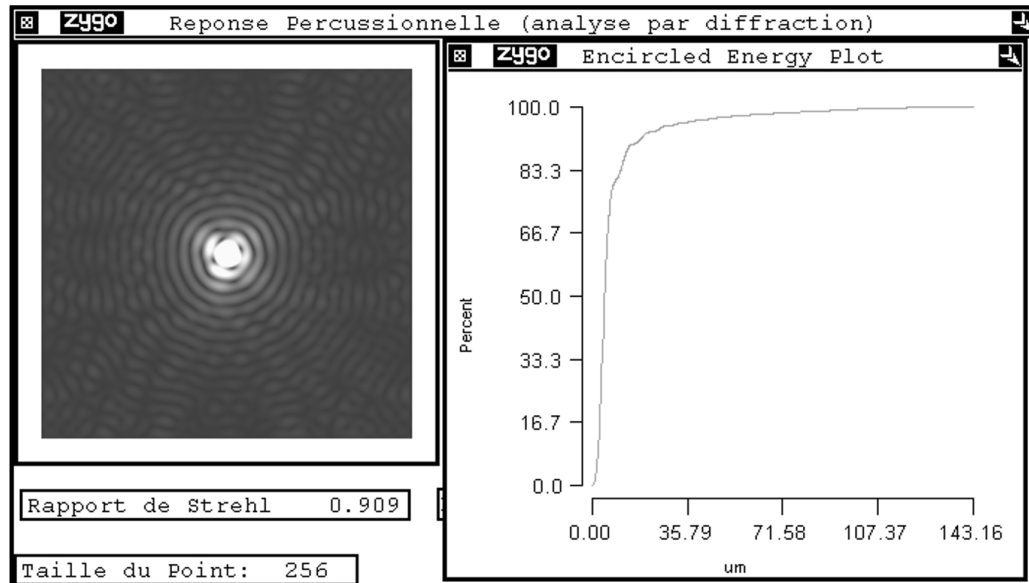 zygo Reponse Percussionnelle (analyse par diffraction)
zygo Encircled Energy Plot
100.0
83.3
66.7
50.0
33.3
16.7
0.0
Percent
0.00 35.79 71.58 107.37 143.16
um
Rapport de Strehl 0.909
Taille du Point: 256